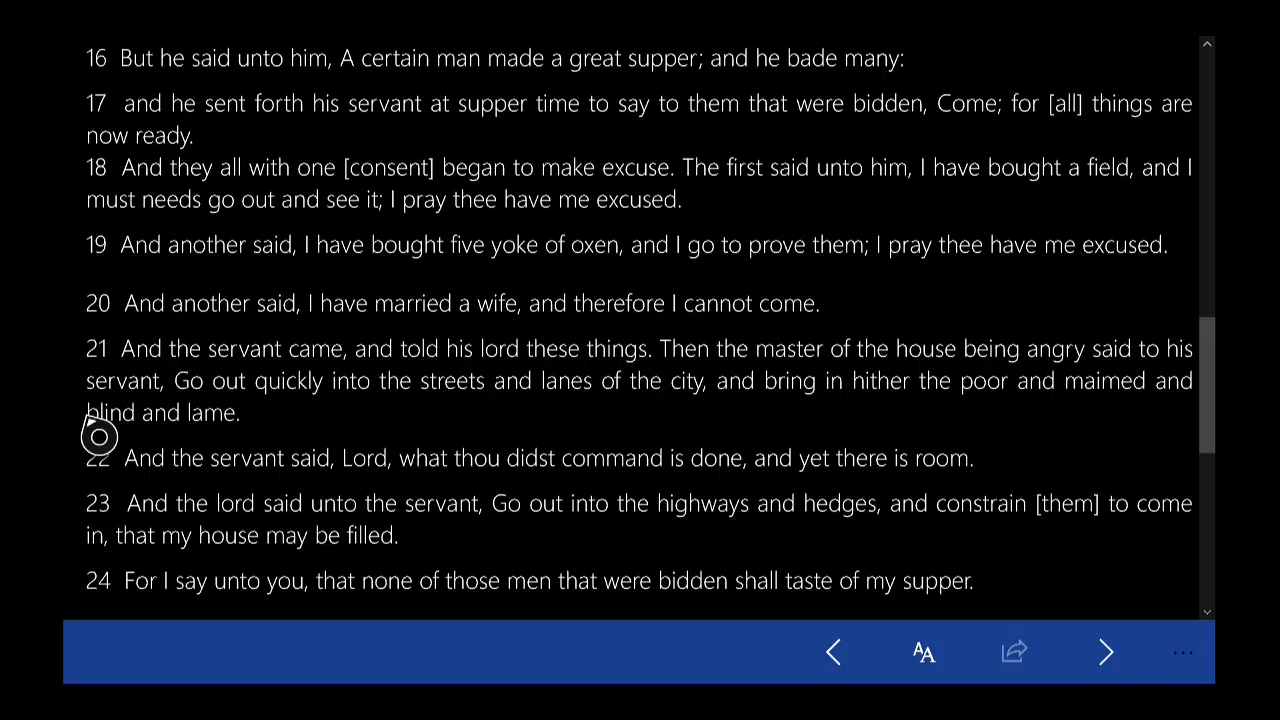 16 But he said unto him, A certain man made a great supper; and he bade many:
17 and he sent forth his servant at supper time to say to them that were bidden, Come; for [all] things are
now ready.
18 And they all with one [consent] began to make excuse. The first said unto him, I have bought a field, and I
must needs go out and see it; I pray thee have me excused.
19 And another said, I have bought five yoke of oxen, and I go to prove them; I pray thee have me excused.
20 And another said, I have married a wife, and therefore I cannot come.
21 And the servant came, and told his lord these things. Then the master of the house being angry said to his
servant, Go out quickly into the streets and lanes of the city, and bring in hither the poor and maimed and
blind and lame.
22 And the servant said, Lord, what thou didst command is done, and yet there is room.
23 And the lord said unto the servant, Go out into the highways and hedges, and constrain [them] to come
in, that my house may be filled.
24 For I say unto you, that none of those men that were bidden shall taste of my supper.
AA